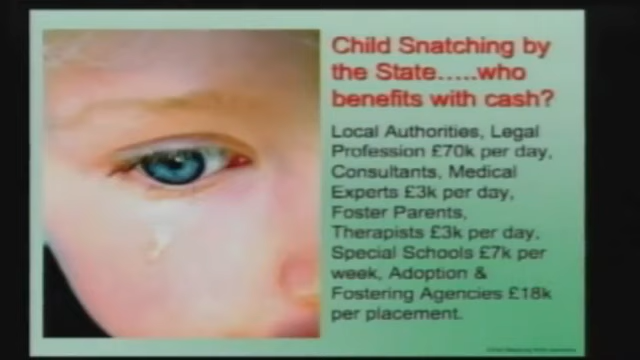 Child Snatching by
the State.....who
benefits with cash?
Local Authorities, Legal
Profession £70k per day,
Consultants, Medical
Experts £3k per day,
Foster Parents,
Therapists £3k per day,
Special Schools £7k per
week, Adoption &
Fostering Agencies £18k
per placement.